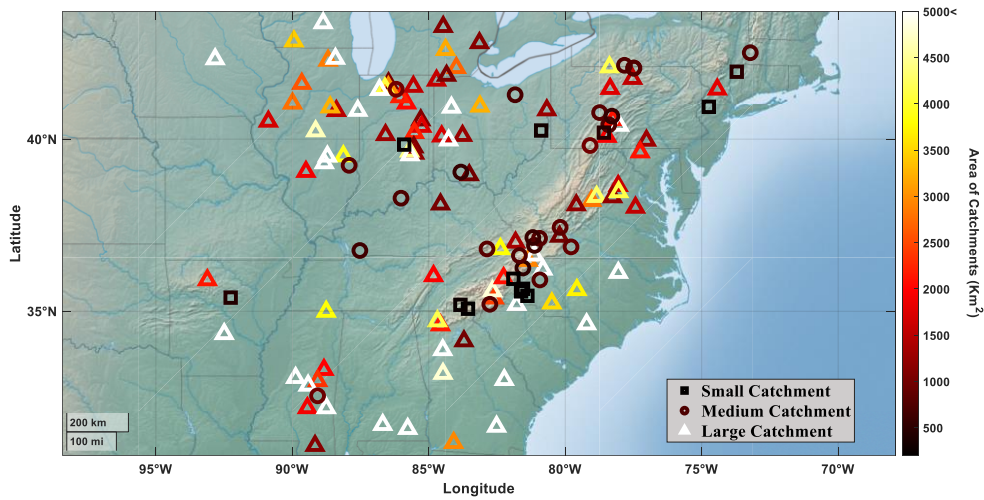 5000<
4500
4000
3500
3000
2500
2000
1500
1000
500
Area of Catchments (Km2)
40°N
35°N
Latitude
Small Catchment
Medium Catchment
Large Catchment
200 km
100 mi
95°W
90°W
85°W
80°W
75°W
70°W
Longitude